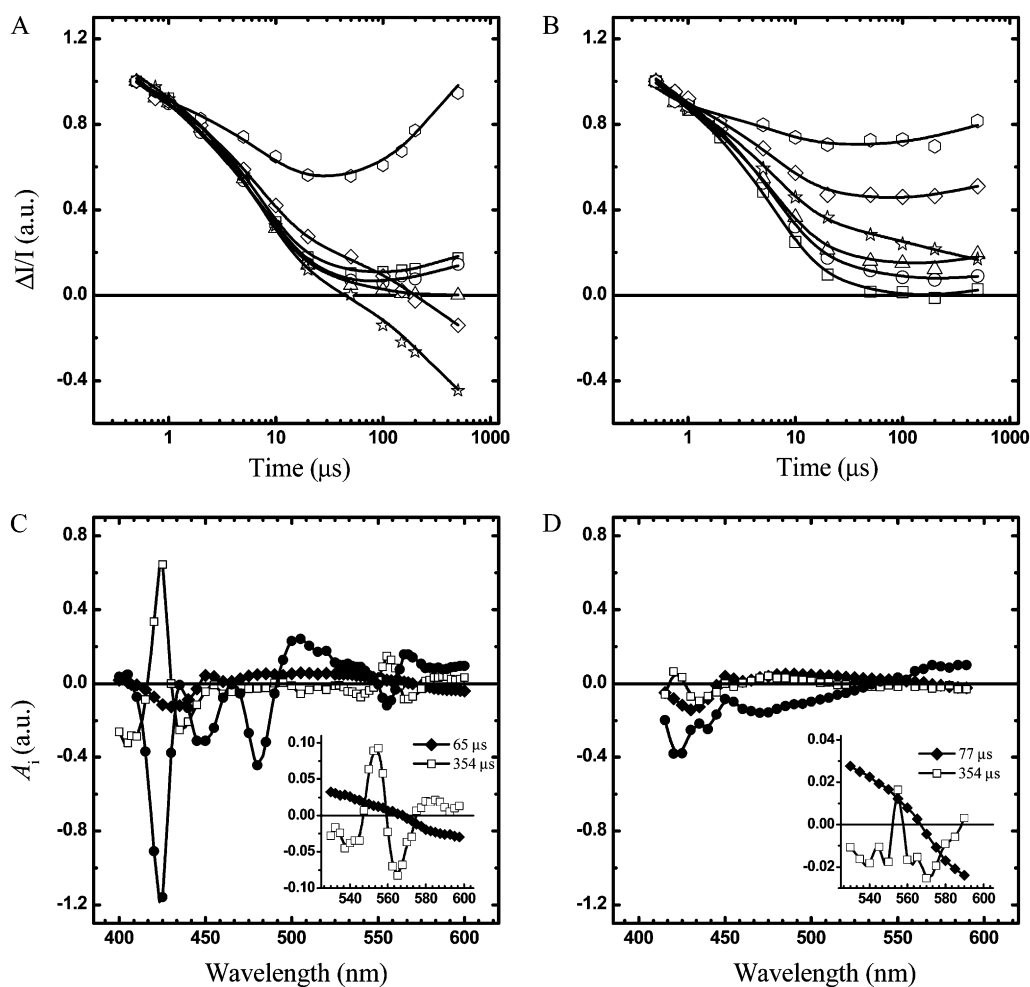 A
1.2
0.8
0.4
0.0
-0.4
ΔI/I (a.u.)
1 10 100 1000
Time (μs)
B
1.2
0.8
0.4
0.0
-0.4
1 10 100 1000
Time (μs)
C
0.8
0.4
0.0
-0.4
-0.8
-1.2
Ai (a.u.)
400 450 500 550 600
Wavelength (nm)
65 μs
354 μs
0.10
0.05
0.00
-0.05
-0.10
540 560 580 600
D
0.8
0.4
0.0
-0.4
-0.8
-1.2
400 450 500 550 600
Wavelength (nm)
77 μs
354 μs
0.04
0.02
0.00
-0.02
540 560 580 600